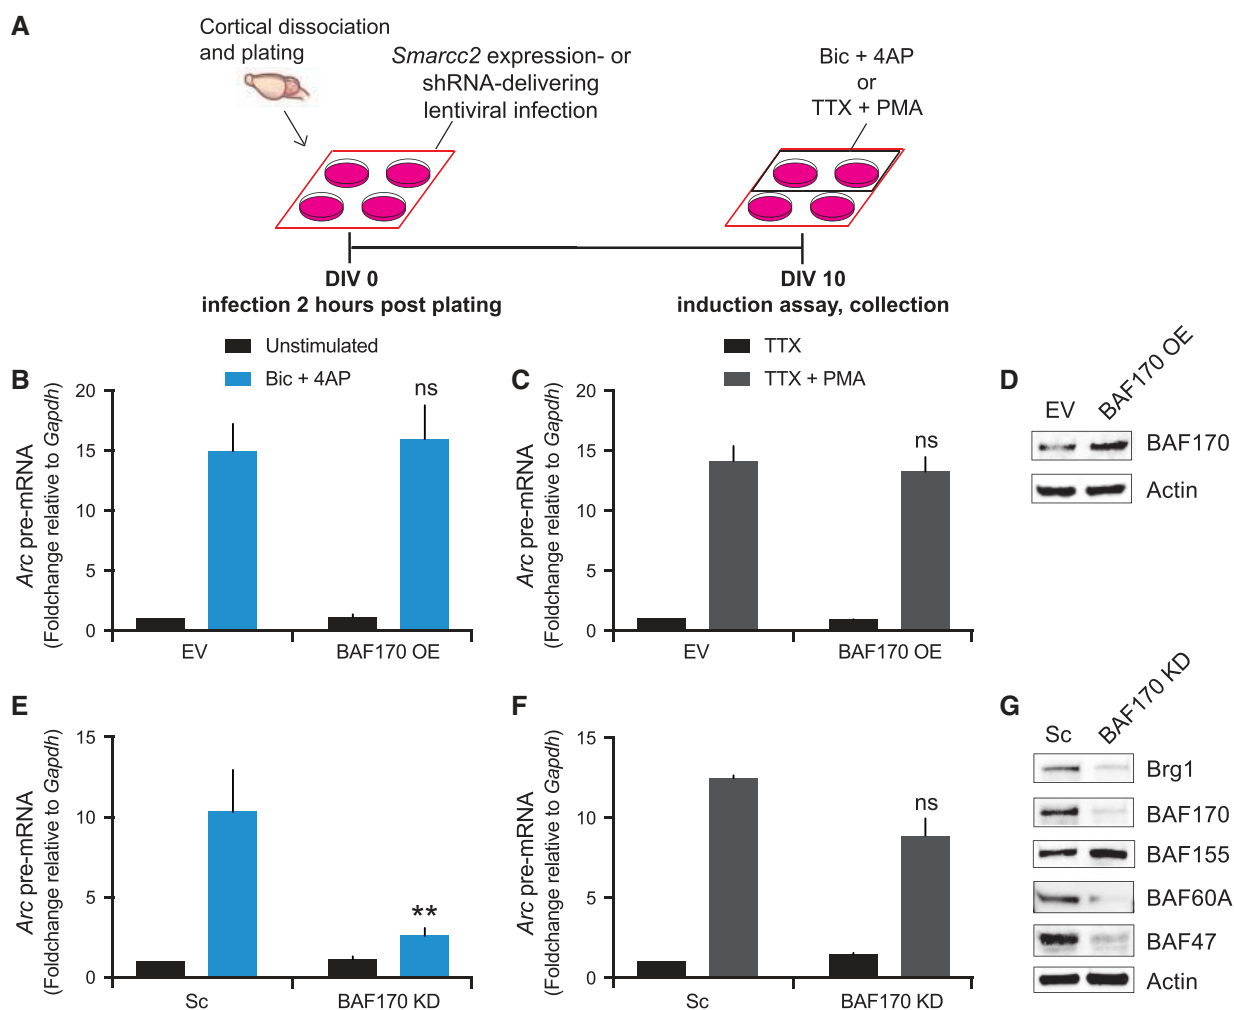 A
Cortical dissociation
and plating
Smarcc2 expression- or
shRNA-delivering
lentiviral infection
Bic + 4AP
or
TTX + PMA
DIV 0
infection 2 hours post plating
DIV 10
induction assay, collection
B
Unstimulated
Bic + 4AP
Arc pre-mRNA
(Foldchange relative to Gapdh)
20
15
10
5
0
ns
EV
BAF170 OE
C
TTX
TTX + PMA
Arc pre-mRNA
(Foldchange relative to Gapdh)
20
15
10
5
0
ns
EV
BAF170 OE
D
EV
BAF170 OE
BAF170
Actin
E
Arc pre-mRNA
(Foldchange relative to Gapdh)
15
10
5
0
**
Sc
BAF170 KD
F
Arc pre-mRNA
(Foldchange relative to Gapdh)
15
10
5
0
ns
Sc
BAF170 KD
G
Sc
BAF170 KD
Brg1
BAF170
BAF155
BAF60A
BAF47
Actin